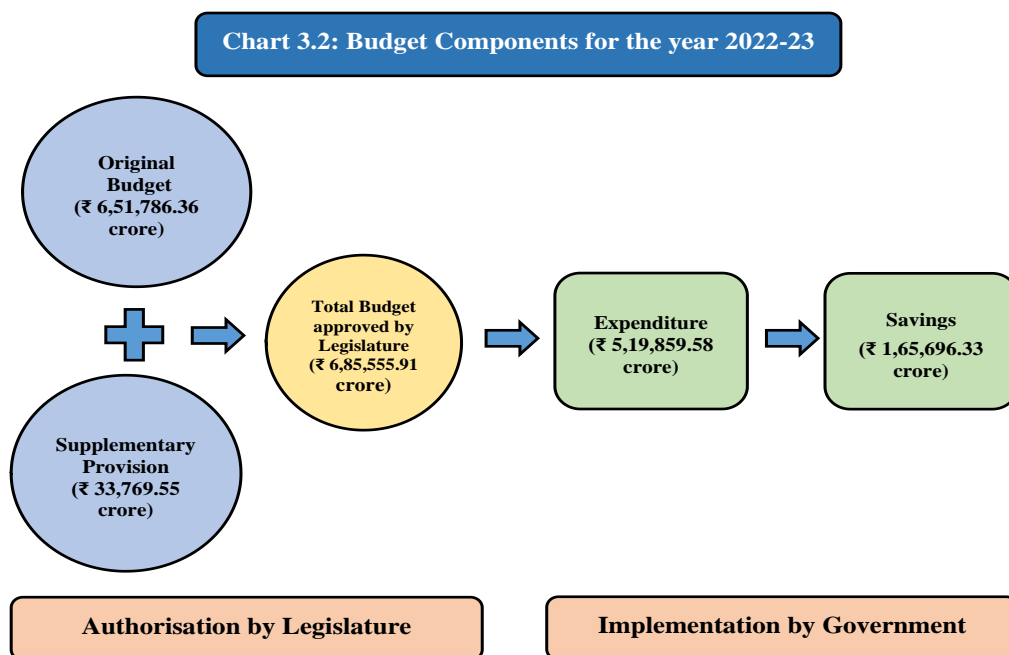 Chart 3.2: Budget Components for the year 2022-23
Original
Budget
(₹ 6,51,786.36
crore)
Supplementary
Provision
(₹ 33,769.55
crore)
Total Budget
approved by
Legislature
(₹ 6,85,555.91
crore)
Expenditure
(₹ 5,19,859.58
crore)
Savings
(₹ 1,65,696.33
crore)
Authorisation by Legislature
Implementation by Government